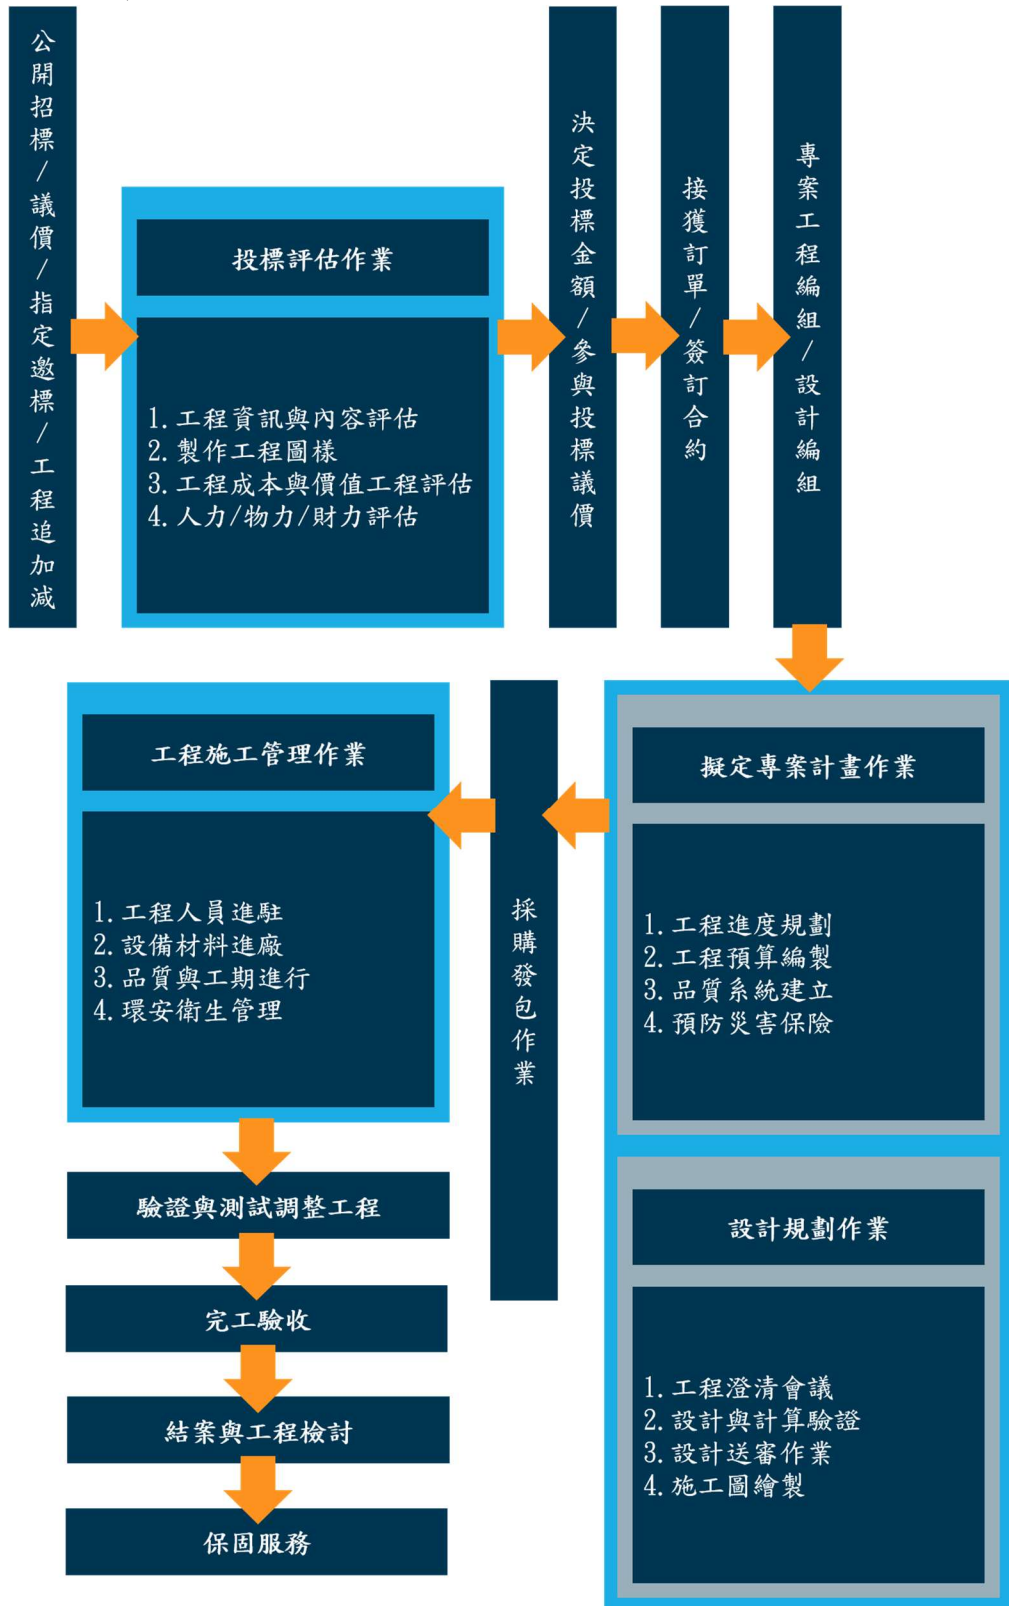 公開招標/議價/指定邀標/工程追加減
投標評估作業
1.工程資訊與內容評估
2.製作工程圖樣
3.工程成本與價值工程評估
4.人力/物力/財力評估
決定投標金額/參與投標議價
接獲訂單/簽訂合約
專案工程編組/設計編組
擬定專案計畫作業
1.工程進度規劃
2.工程預算編製
3.品質系統建立
4.預防災害保險
設計規劃作業
1.工程澄清會議
2.設計與計算驗證
3.設計送審作業
4.施工圖繪製
採購發包作業
工程施工管理作業
1.工程人員進駐
2.設備材料進廠
3.品質與工期進行
4.環安衛生管理
驗證與測試調整工程
完工驗收
結案與工程檢討
保固服務